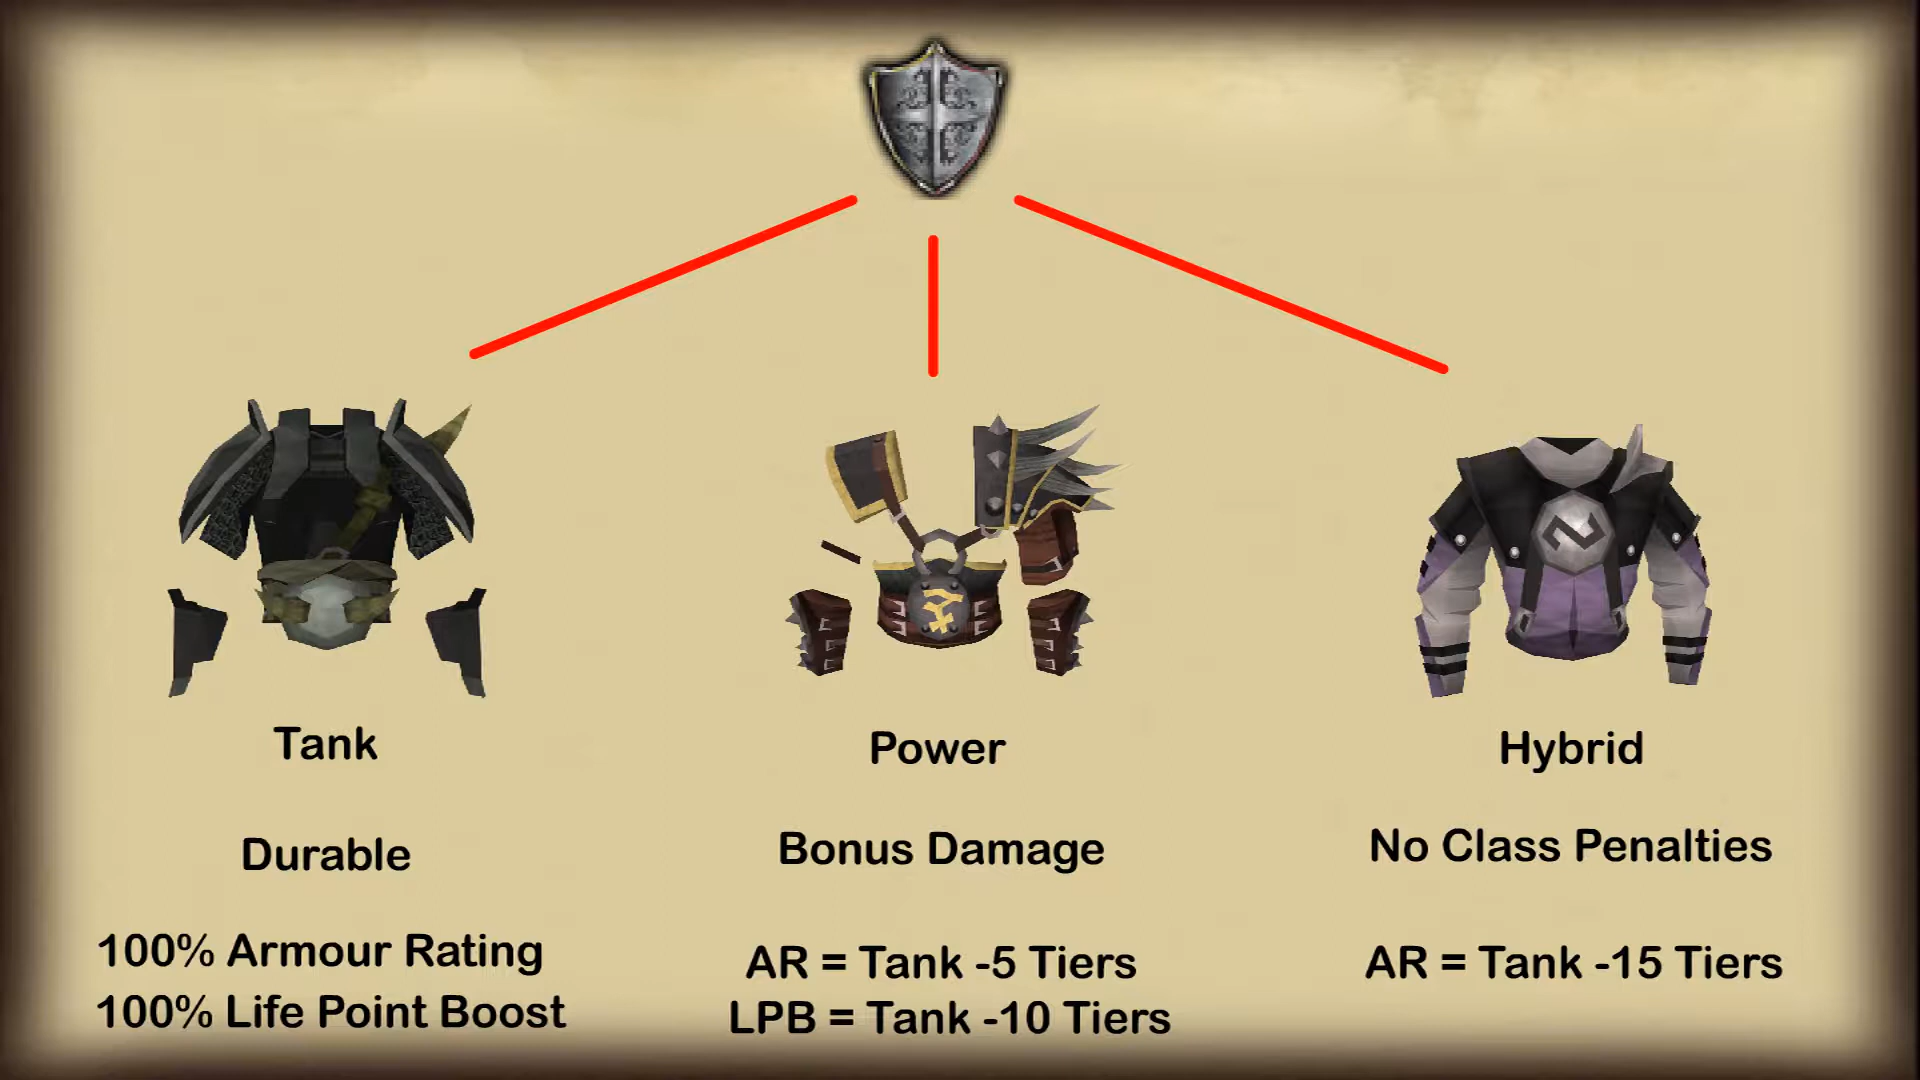 Tank
Durable
100% Armour Rating
100% Life Point Boost
Power
Bonus Damage
AR = Tank -5 Tiers
LPB = Tank -10 Tiers
Hybrid
No Class Penalties
AR = Tank -15 Tiers